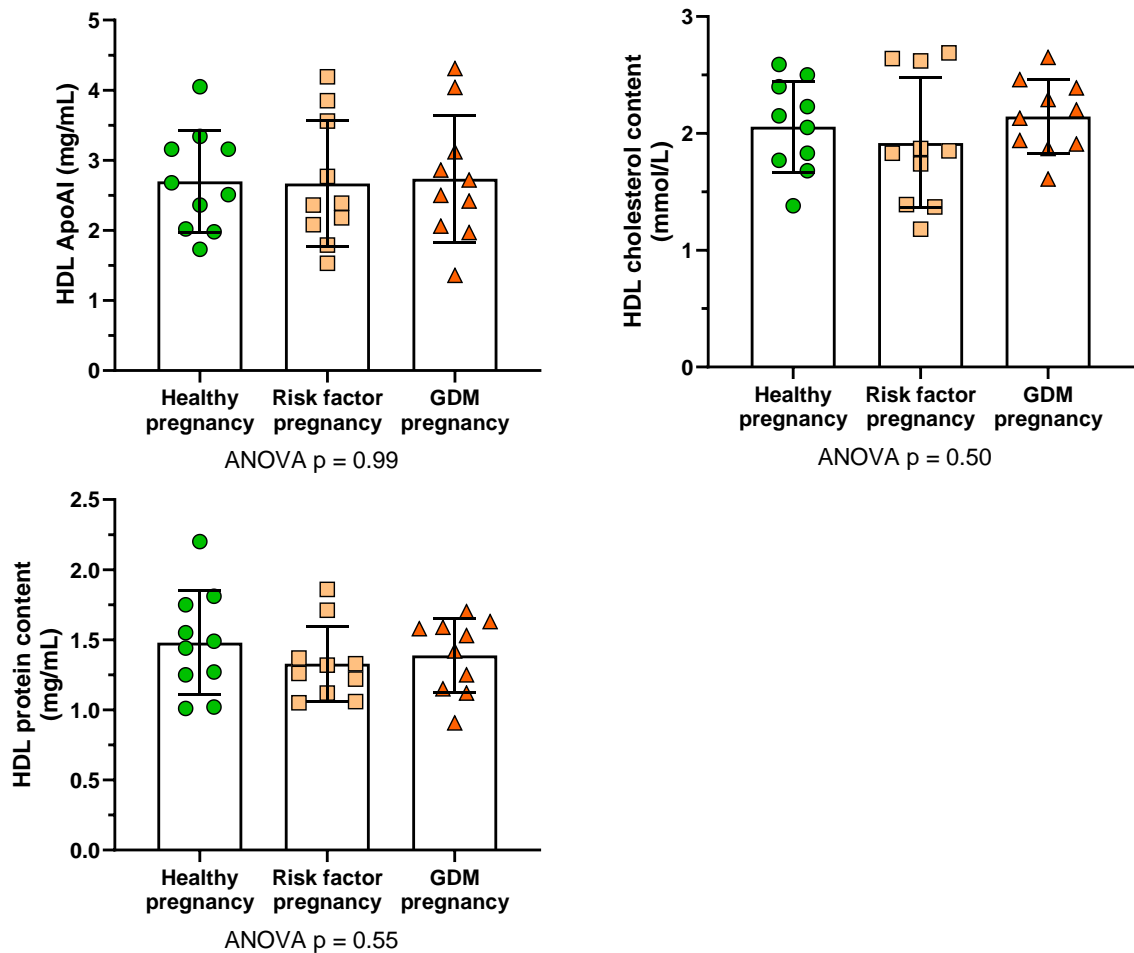 HDL ApoAI (mg/mL)
5
4
3
2
1
0
Healthy
pregnancy
Risk factor
pregnancy
GDM
pregnancy
ANOVA p = 0.99
HDL cholesterol content
(mmol/L)
3
2
1
0
Healthy
pregnancy
Risk factor
pregnancy
GDM
pregnancy
ANOVA p = 0.50
HDL protein content
(mg/mL)
2.5
2.0
1.5
1.0
0.5
0.0
Healthy
pregnancy
Risk factor
pregnancy
GDM
pregnancy
ANOVA p = 0.55